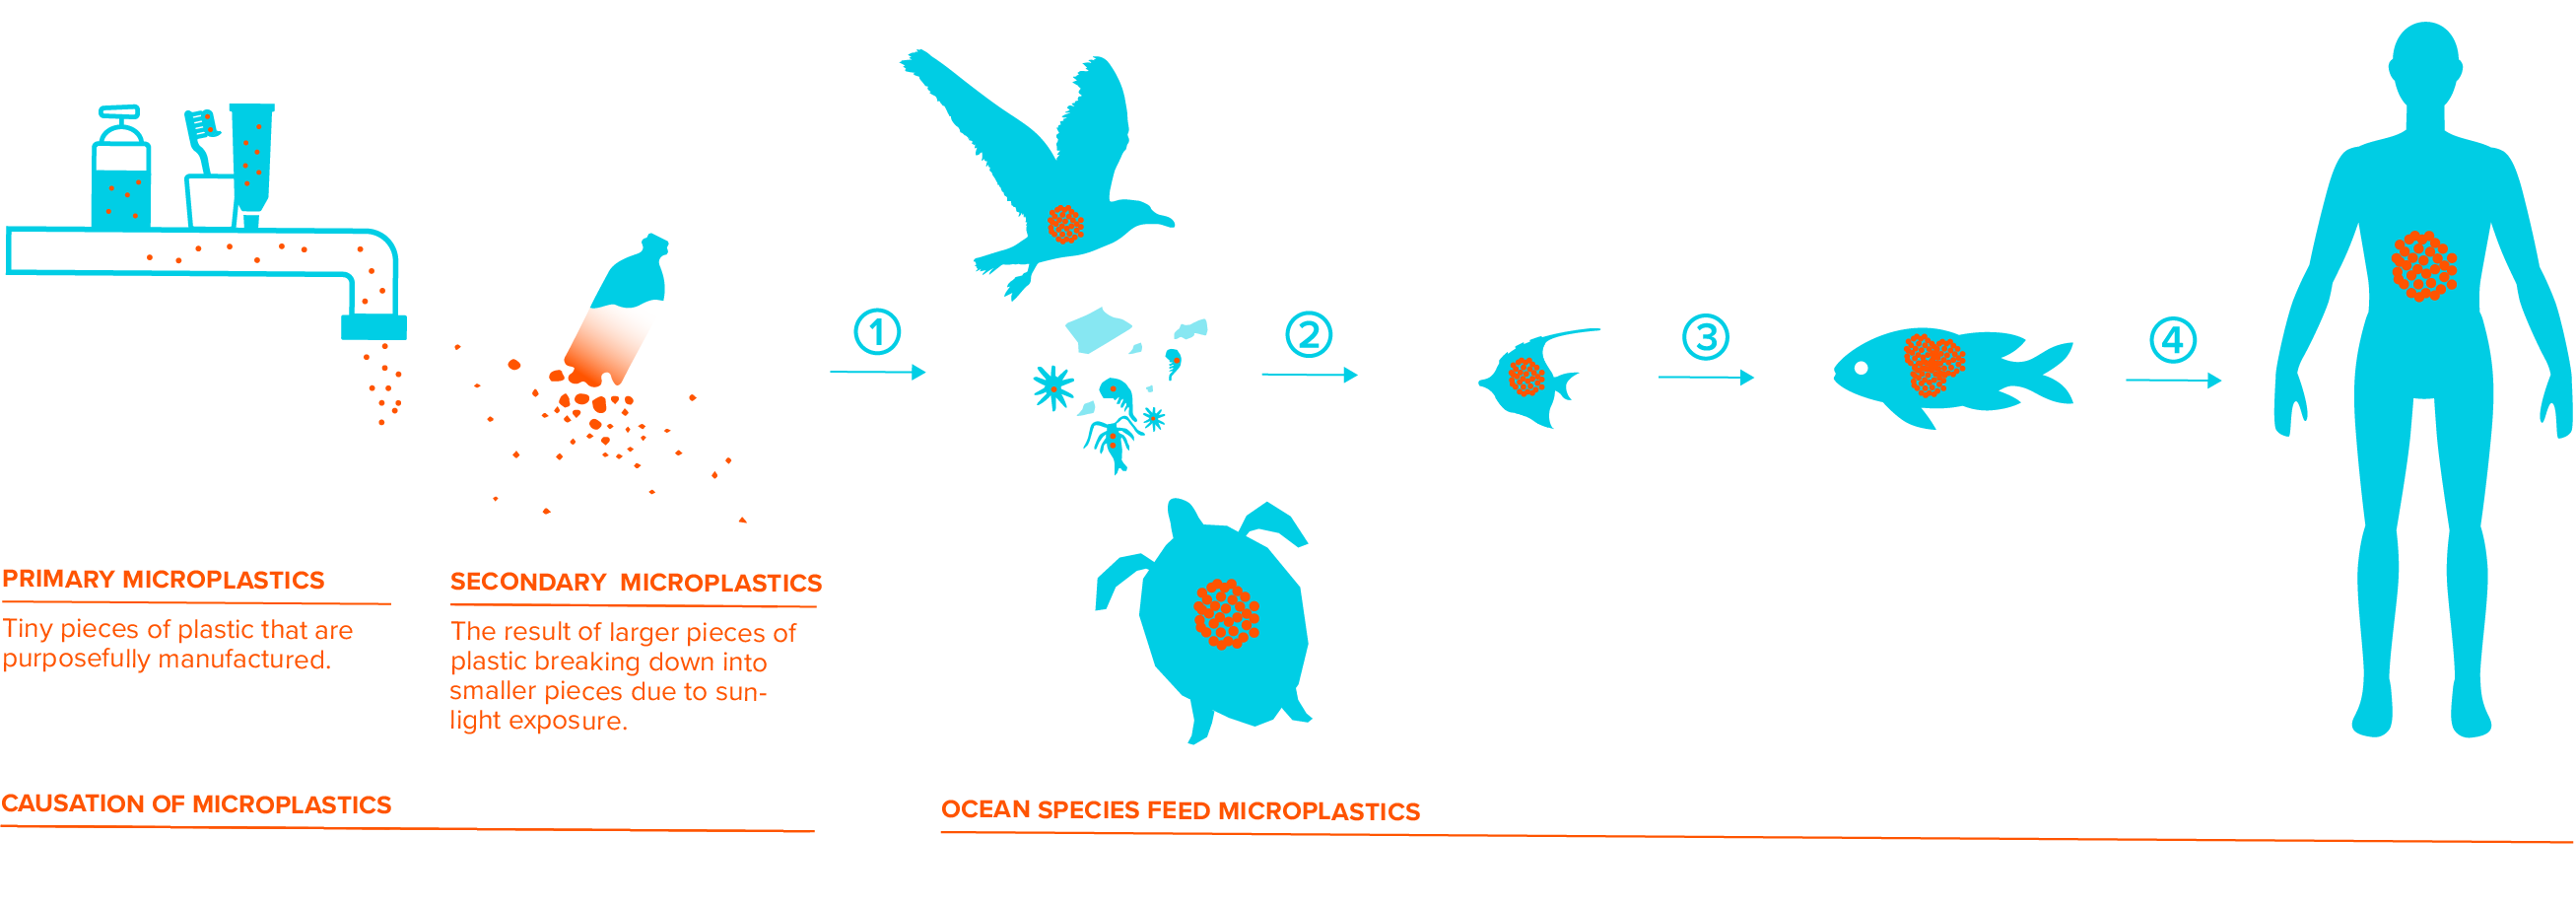 1
2
3
4
PRIMARY MICROPLASTICS
Tiny pieces of plastic that are
purposefully manufactured.
SECONDARY MICROPLASTICS
The result of larger pieces of
plastic breaking down into
smaller pieces due to sun-
light exposure.
CAUSATION OF MICROPLASTICS
OCEAN SPECIES FEED MICROPLASTICS